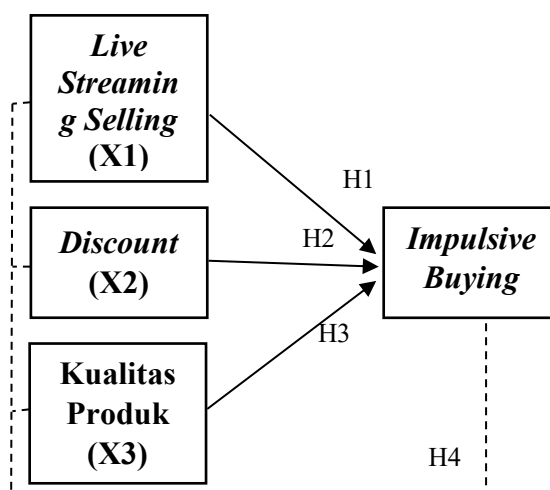 Live
Streamin
g Selling
(X1)
H1
Discount
(X2)
H2
Impulsive
Buying
Kualitas
Produk
(X3)
H3
H4